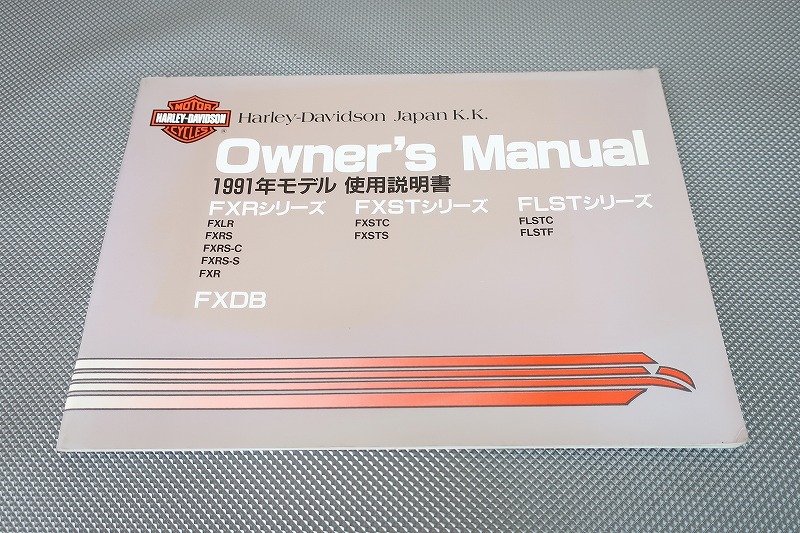 MOTOR
HARLEY-DAVIDSON
CYCLES
®
Harley-Davidson Japan K.K.
Owner's Manual
1991年モデル 使用説明書
FXRシリーズ
FXLR
FXRS
FXRS-C
FXRS-S
FXR
FXSTシリーズ
FXSTC
FXSTS
FLSTシリーズ
FLSTC
FLSTF
FXDB